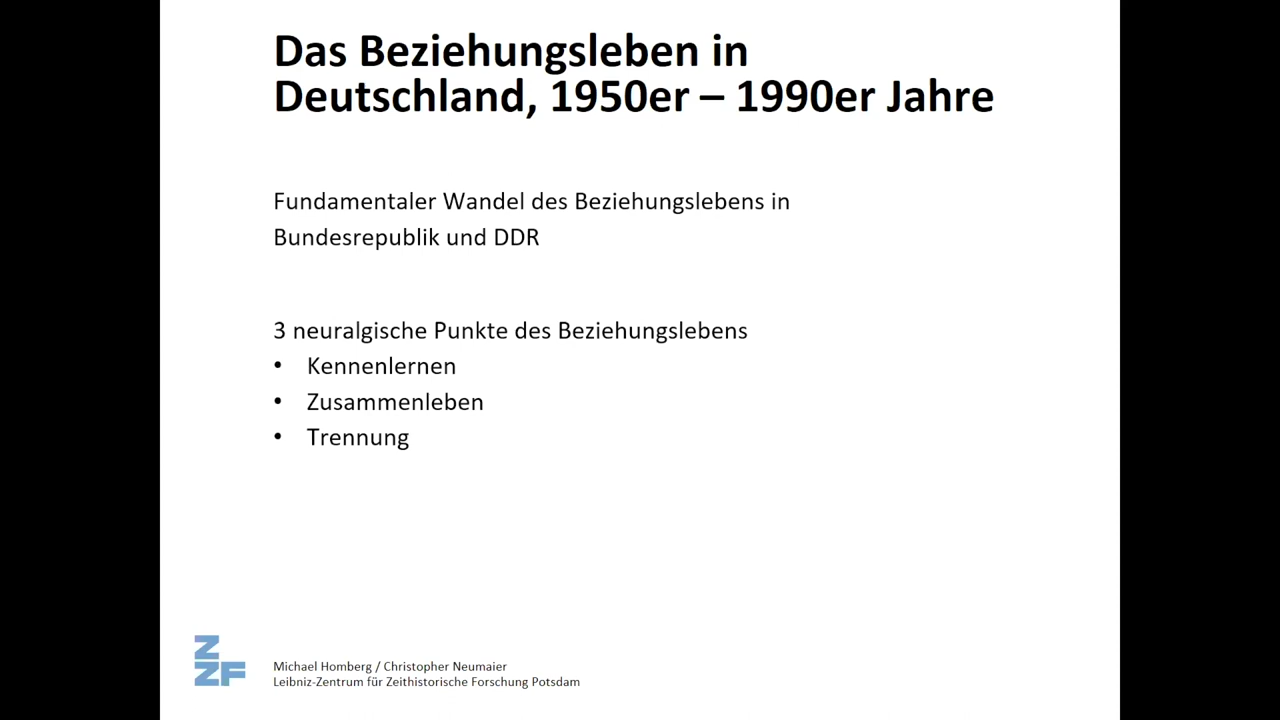 Das Beziehungsleben in
Deutschland, 1950er – 1990er Jahre
Fundamentaler Wandel des Beziehungslebens in
Bundesrepublik und DDR
3 neuralgische Punkte des Beziehungslebens
• Kennenlernen
• Zusammenleben
• Trennung
Z
ZF
Michael Homberg / Christopher Neumaier
Leibniz-Zentrum für Zeithistorische Forschung Potsdam